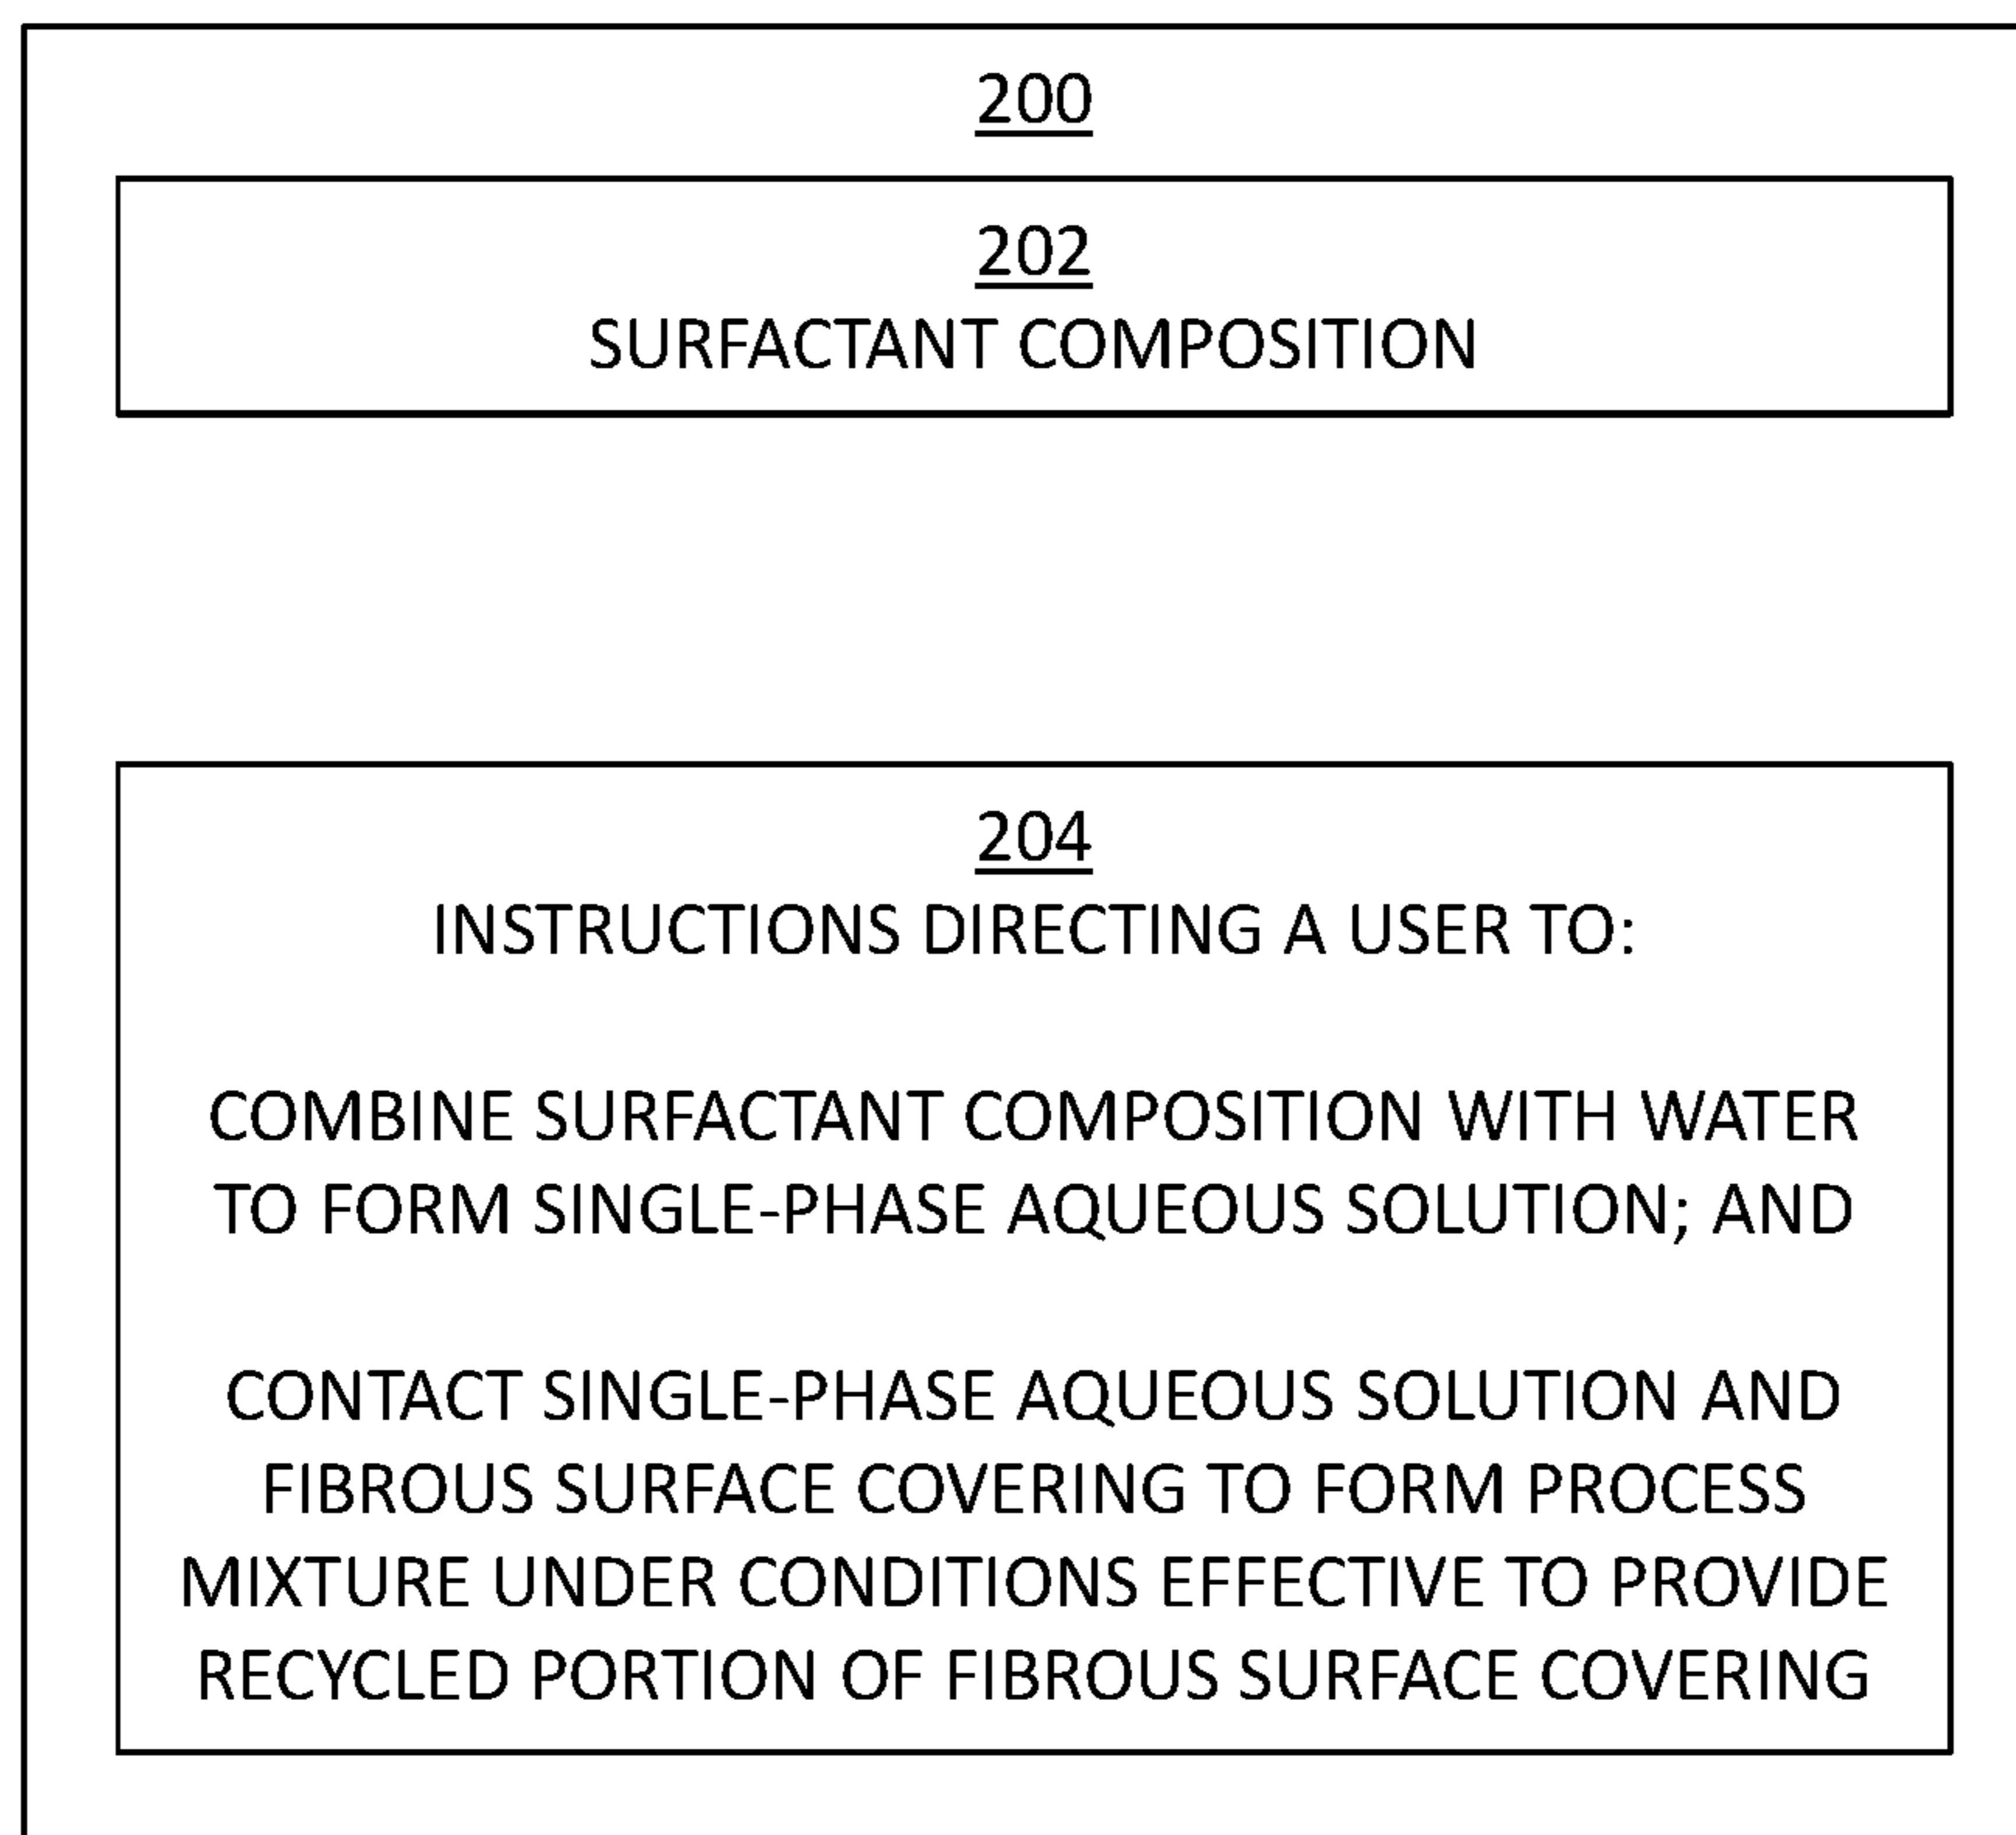 200
202
SURFACTANT COMPOSITION
204
INSTRUCTIONS DIRECTING A USER TO:
COMBINE SURFACTANT COMPOSITION WITH WATER
TO FORM SINGLE-PHASE AQUEOUS SOLUTION; AND
CONTACT SINGLE-PHASE AQUEOUS SOLUTION AND
FIBROUS SURFACE COVERING TO FORM PROCESS
MIXTURE UNDER CONDITIONS EFFECTIVE TO PROVIDE
RECYCLED PORTION OF FIBROUS SURFACE COVERING